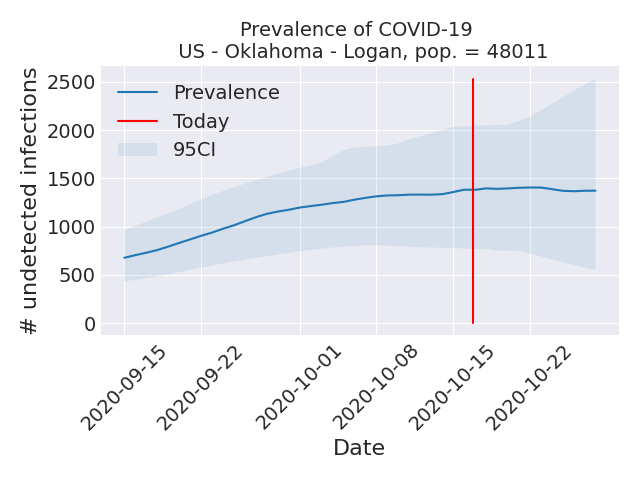 Prevalence of COVID-19
US - Oklahoma - Logan, pop. = 48011
# undetected infections
2500
2000
1500
1000
500
0
Prevalence
Today
95CI
2020-09-15
2020-09-22
2020-10-01
2020-10-08
2020-10-15
2020-10-22
Date